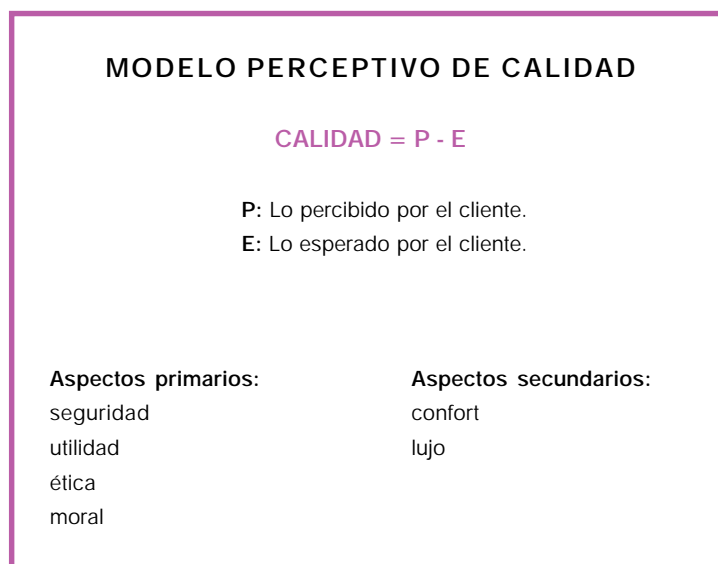 MODELO PERCEPTIVO DE CALIDAD
CALIDAD = P - E
P: Lo percibido por el cliente.
E: Lo esperado por el cliente.
Aspectos primarios:
seguridad
utilidad
ética
moral
Aspectos secundarios:
confort
lujo